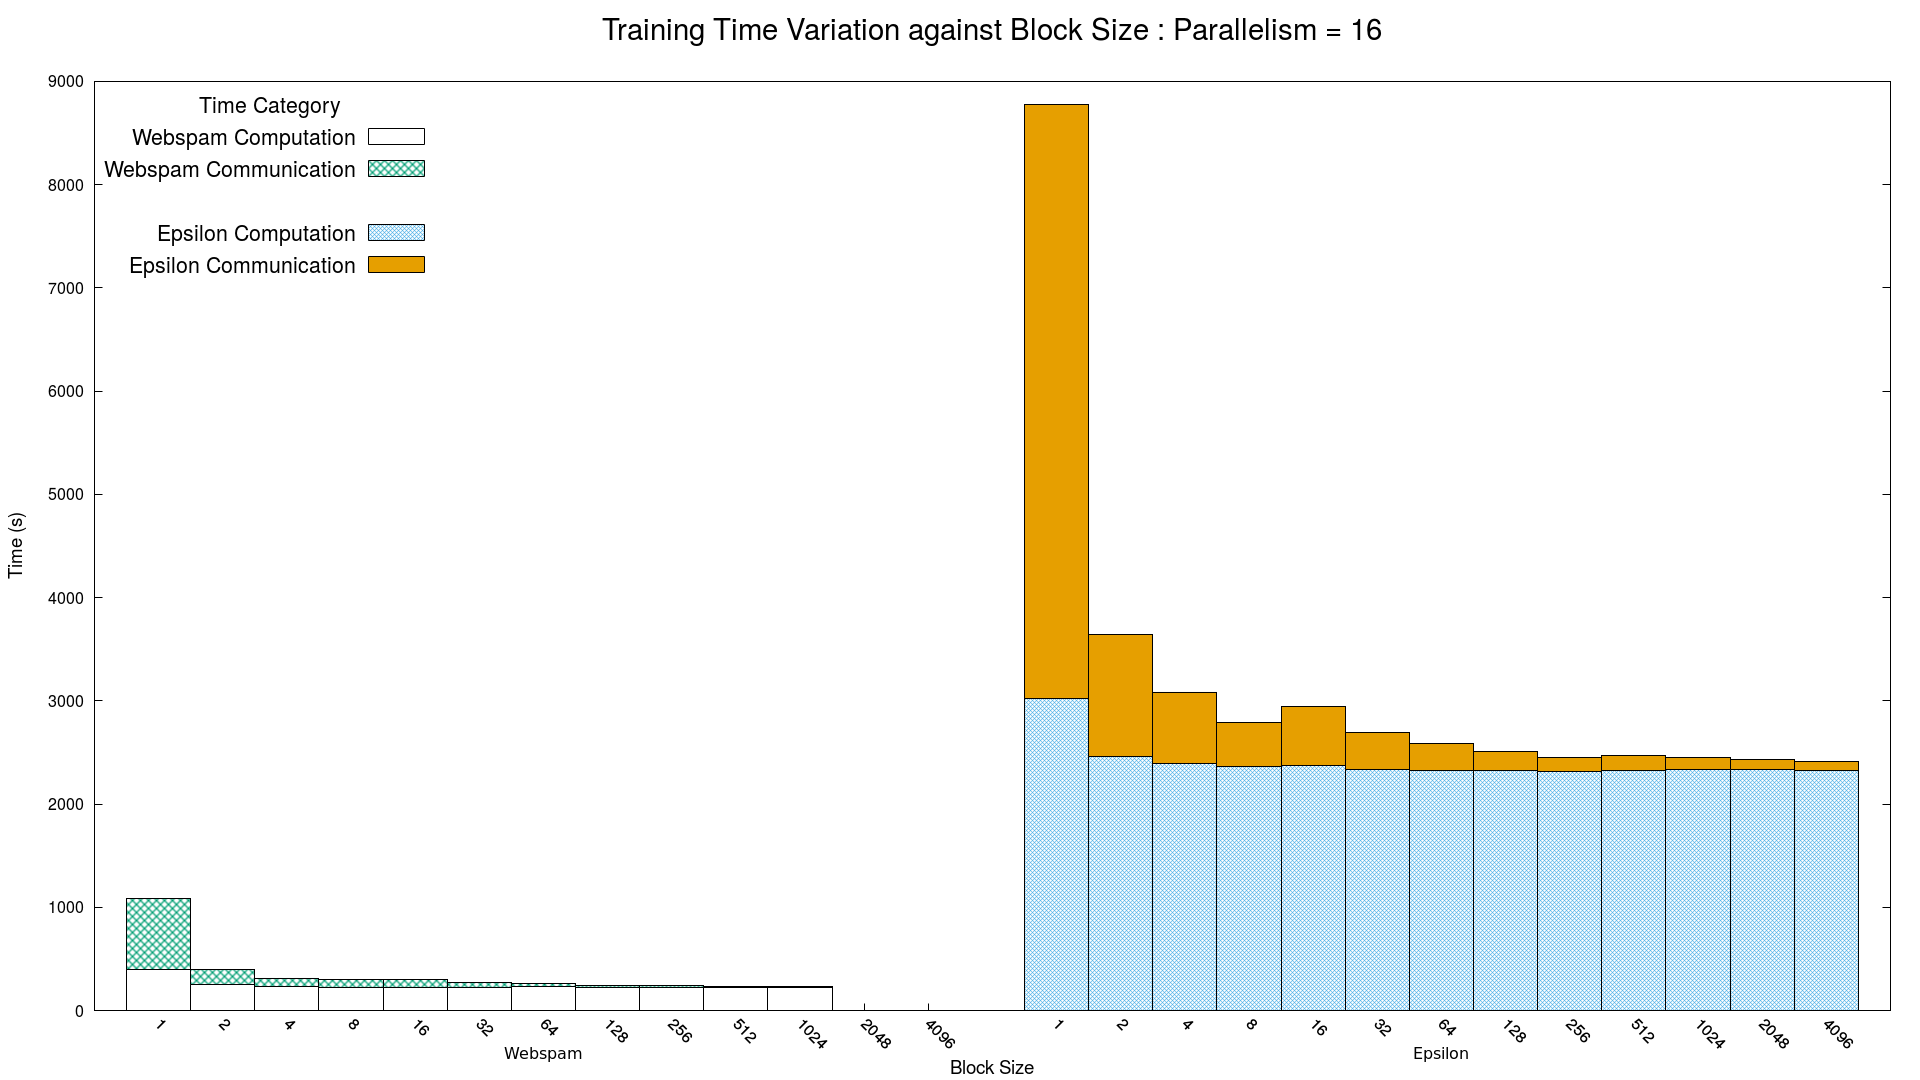 Training Time Variation against Block Size : Parallelism = 16
9000
8000
7000
6000
5000
4000
3000
2000
1000
0
Time (s)
Time Category
Webspam Computation
Webspam Communication
Epsilon Computation
Epsilon Communication
1 2 4 8 16 32 64 128 256 512 1024 2048 4096 1 2 4 8 16 32 64 128 256 512 1024 2048 4096
Webspam Epsilon
Block Size